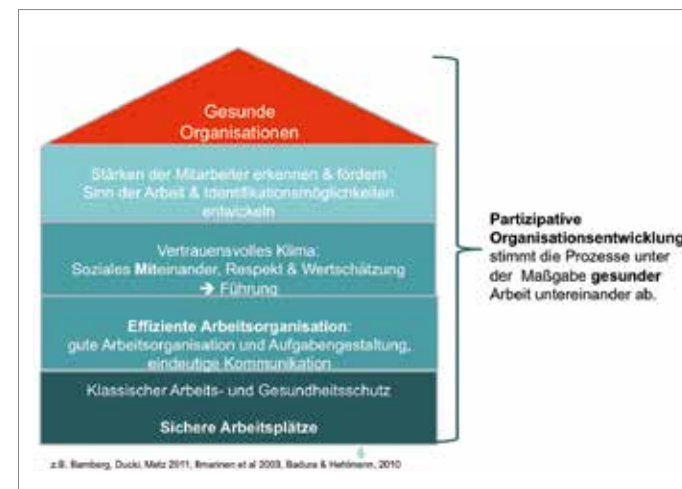 Gesunde
Organisationen
Stärken der Mitarbeiter erkennen & fördern
Sinn der Arbeit & Identifikationsmöglichkeiten
entwickeln
Vertrauensvolles Klima:
Soziales Miteinander, Respekt & Wertschätzung
➔ Führung
Effiziente Arbeitsorganisation:
gute Arbeitsorganisation und Aufgabengestaltung,
eindeutige Kommunikation
Klassischer Arbeits- und Gesundheitsschutz
Sichere Arbeitsplätze
Partizipative
Organisationsentwicklung
stimmt die Prozesse unter
der Maßgabe gesunder
Arbeit untereinander ab.
z.B. Bamberg, Ducki, Metz 2011, Ilmarinen et al 2003, Badura & Hehlmann, 2010